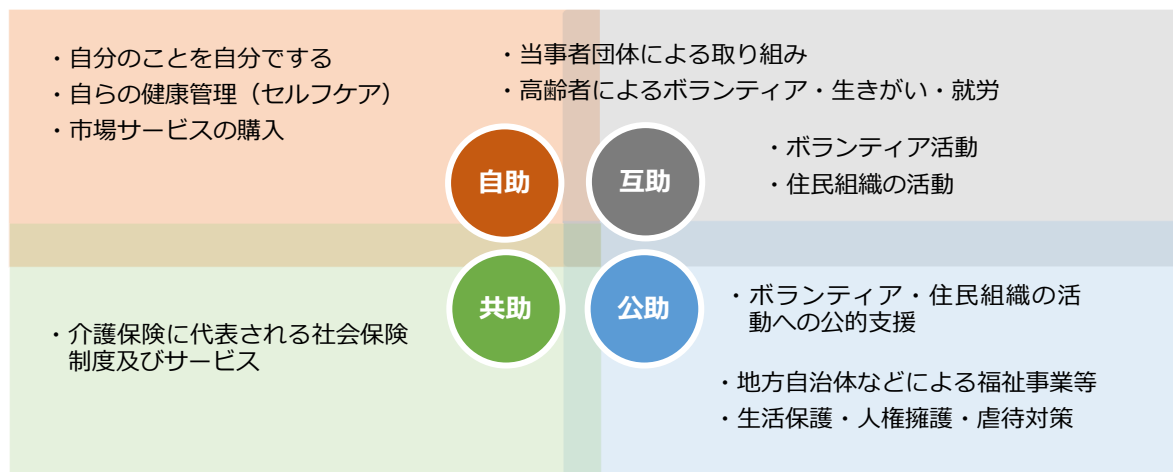 ・自分のことを自分でする
・自らの健康管理（セルフケア）
・市場サービスの購入
・当事者団体による取り組み
・高齢者によるボランティア・生きがい・就労
・ボランティア活動
・住民組織の活動
自助
互助
共助
公助
・介護保険に代表される社会保険
制度及びサービス
・ボランティア・住民組織の活
動への公的支援
・地方自治体などによる福祉事業等
・生活保護・人権擁護・虐待対策